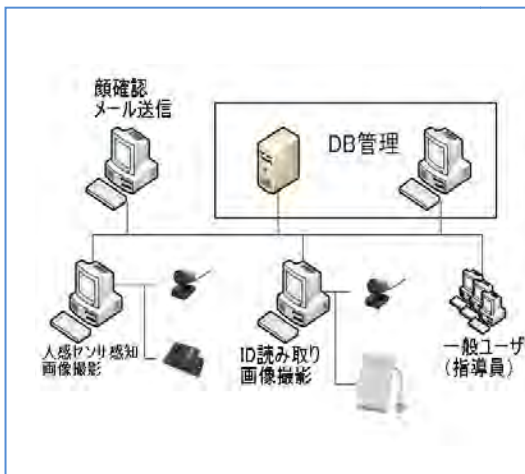 顔確認
メール送信
DB管理
人感センサ感知
画像撮影
ID読み取り
画像撮影
一般ユーザ
(指導員)